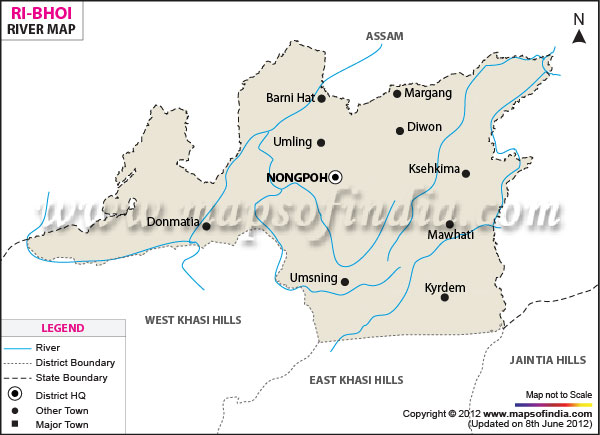 RI-BHOI
RIVER MAP
N
ASSAM
Barni Hat
Margang
Diwon
Umling
Ksehkima
NONGPOH
www.mapsofindia.com
Donmatia
Mawhati
Umsning
Kyrdem
WEST KHASI HILLS
EAST KHASI HILLS
JAINTIA HILLS
LEGEND
River
District Boundary
State Boundary
District HQ
Other Town
Major Town
Map not to Scale
Copyright © 2012 www.mapsofindia.com
(Updated on 8th June 2012)